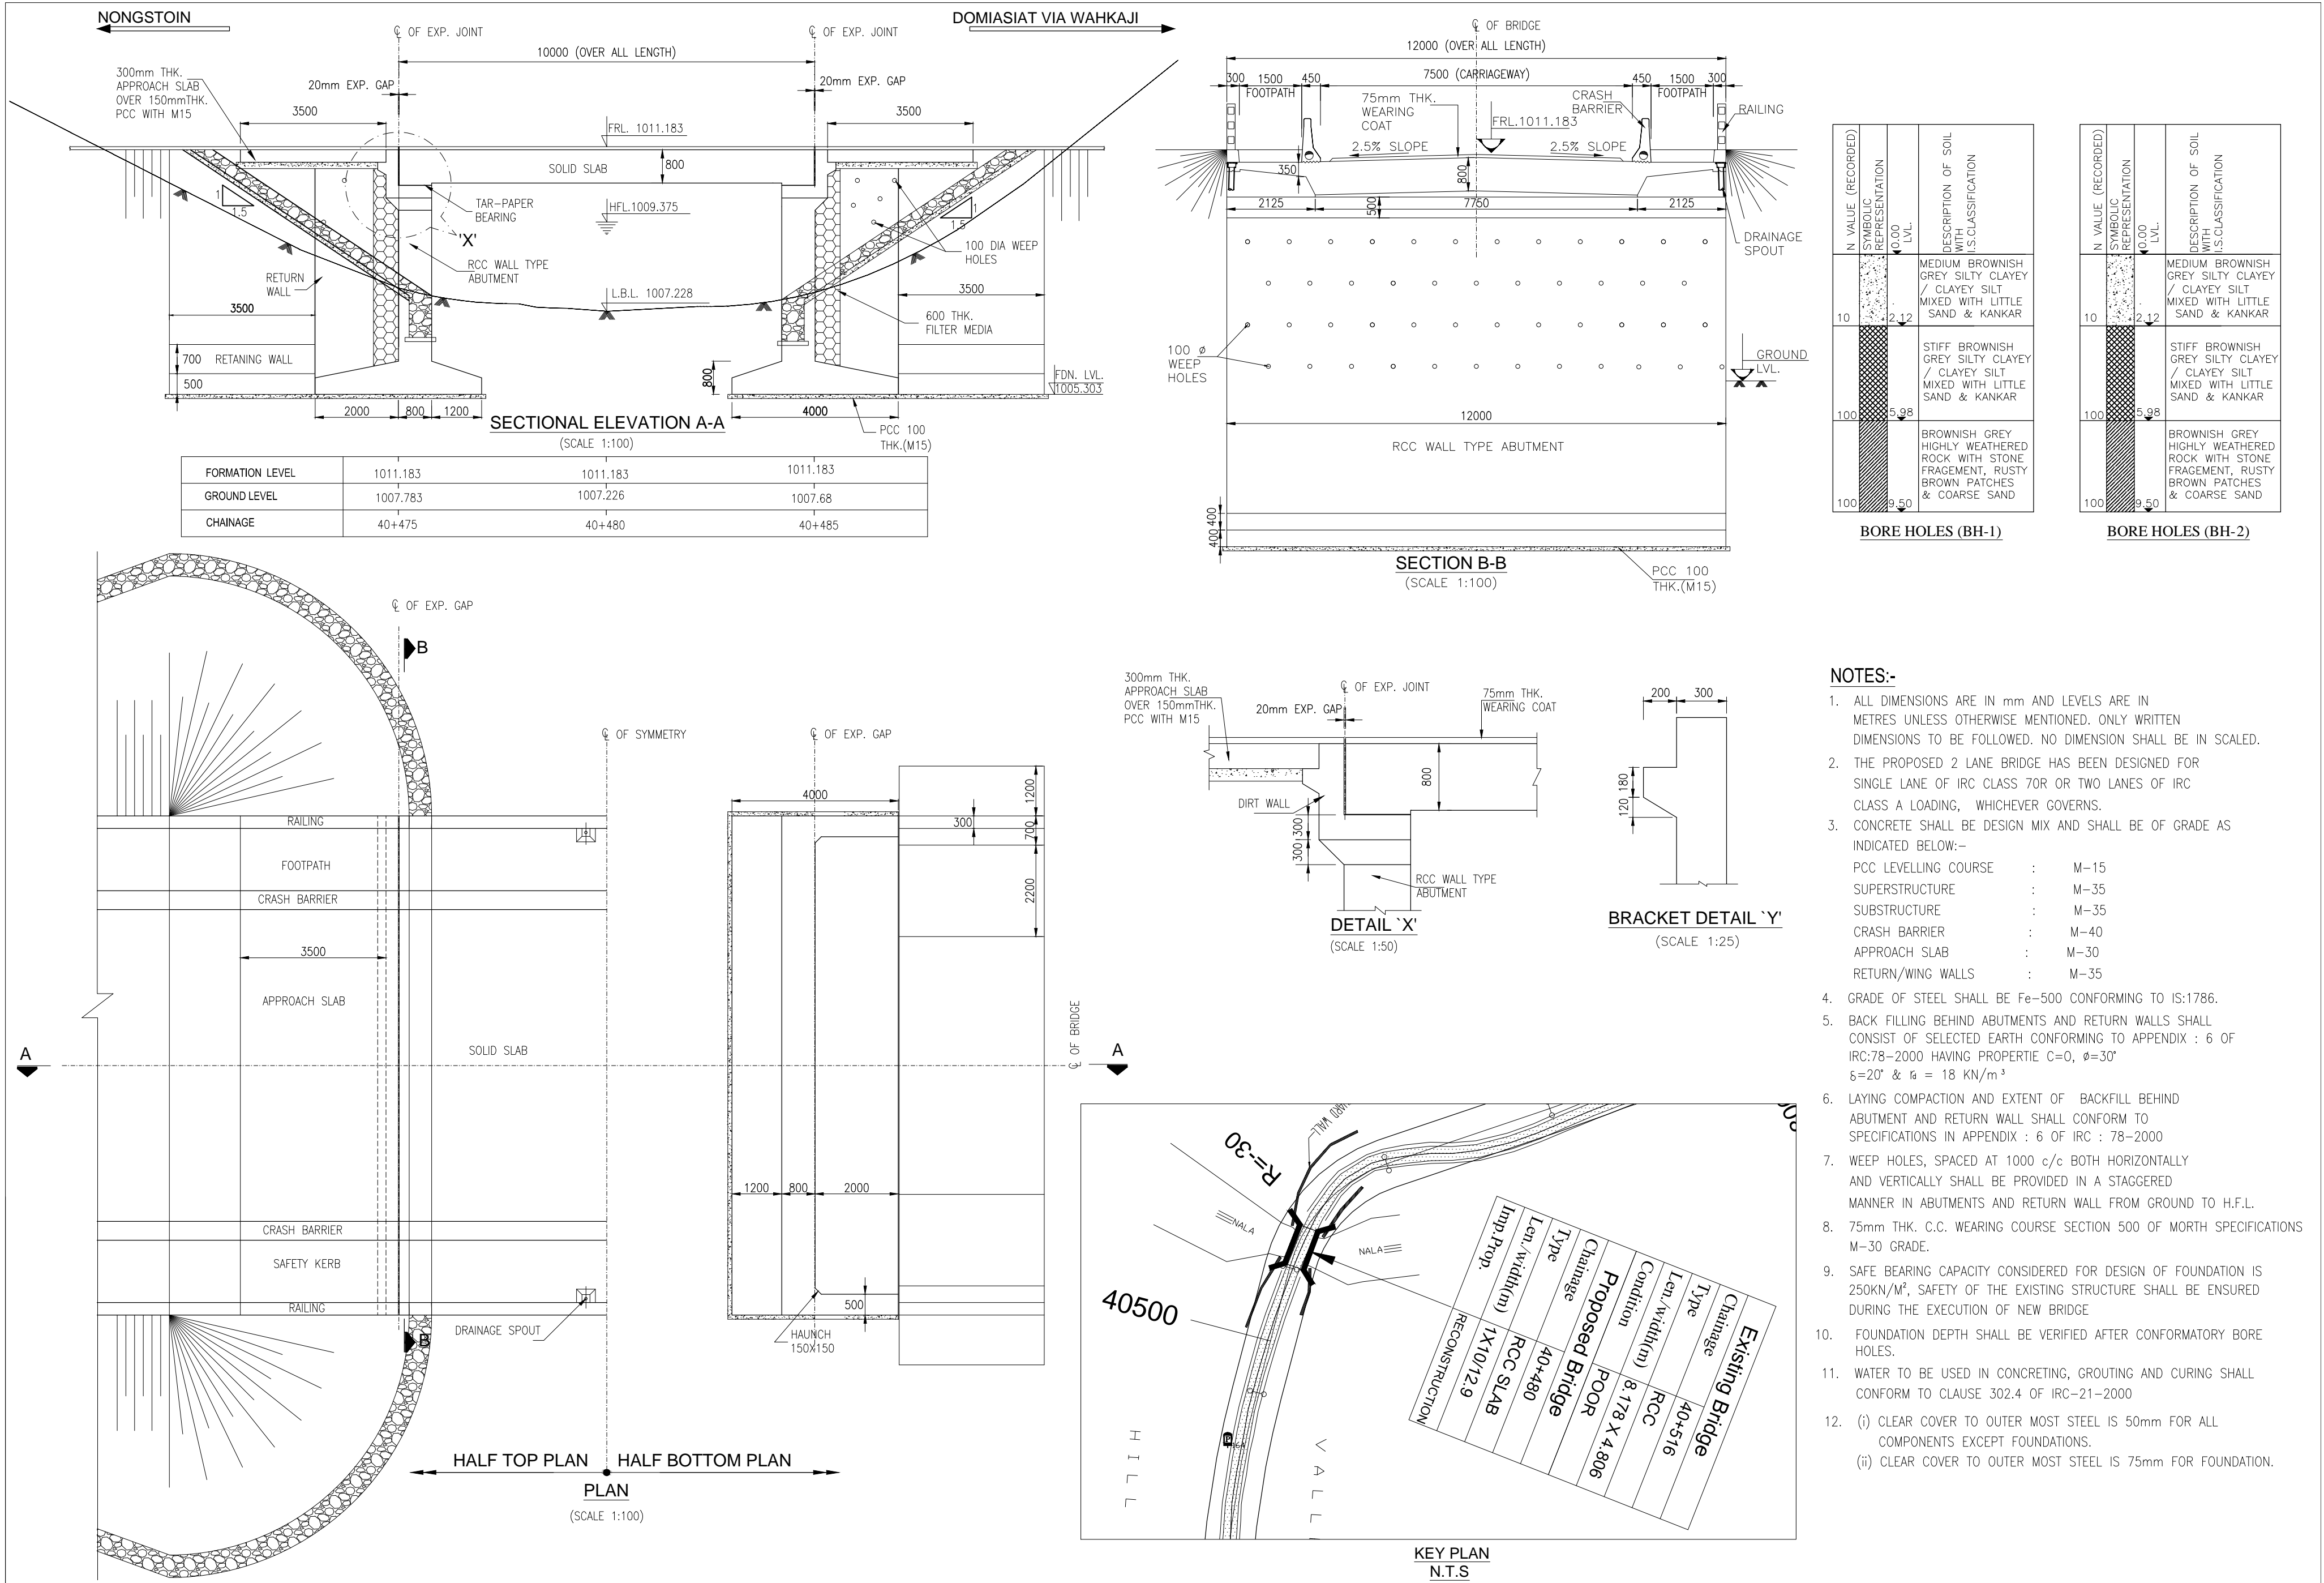 NONGSTOIN
DOMIASIAT VIA WAHKAJI
℄ OF EXP. JOINT
℄ OF EXP. JOINT
10000 (OVER ALL LENGTH)
300mm THK.
APPROACH SLAB
OVER 150mmTHK.
PCC WITH M15
20mm EXP. GAP
20mm EXP. GAP
3500
3500
FRL. 1011.183
SOLID SLAB
800
1
1.5
1
1.5
TAR-PAPER
BEARING
HFL.1009.375
'X'
100 DIA WEEP
HOLES
RCC WALL TYPE
ABUTMENT
RETURN
WALL
3500
L.B.L. 1007.228
3500
600 THK.
FILTER MEDIA
700
RETANING WALL
500
800
FDN. LVL.
1005.303
2000
800
1200
4000
SECTIONAL ELEVATION A-A
(SCALE 1:100)
PCC 100
THK.(M15)
FORMATION LEVEL 1011.183 1011.183 1011.183
GROUND LEVEL 1007.783 1007.226 1007.68
CHAINAGE 40+475 40+480 40+485
℄ OF BRIDGE
12000 (OVER ALL LENGTH)
7500 (CARRIAGEWAY)
300 1500 450
450 1500 300
FOOTPATH
FOOTPATH
75mm THK.
WEARING
COAT
CRASH
BARRIER
RAILING
FRL.1011.183
2.5% SLOPE
2.5% SLOPE
350
800
2125
7750
2125
500
DRAINAGE
SPOUT
100 ø
WEEP
HOLES
GROUND
LVL.
12000
RCC WALL TYPE ABUTMENT
400
400
SECTION B-B
(SCALE 1:100)
PCC 100
THK.(M15)
N VALUE (RECORDED)
SYMBOLIC
REPRESENTATION
0.00
LVL.
DESCRIPTION OF SOIL
WITH
I.S.CLASSIFICATION
MEDIUM BROWNISH
GREY SILTY CLAYEY
/ CLAYEY SILT
MIXED WITH LITTLE
SAND & KANKAR
10
2.12
STIFF BROWNISH
GREY SILTY CLAYEY
/ CLAYEY SILT
MIXED WITH LITTLE
SAND & KANKAR
100
5.98
BROWNISH GREY
HIGHLY WEATHERED
ROCK WITH STONE
FRAGEMENT, RUSTY
BROWN PATCHES
& COARSE SAND
100
9.50
BORE HOLES (BH-1)
N VALUE (RECORDED)
SYMBOLIC
REPRESENTATION
0.00
LVL.
DESCRIPTION OF SOIL
WITH
I.S.CLASSIFICATION
MEDIUM BROWNISH
GREY SILTY CLAYEY
/ CLAYEY SILT
MIXED WITH LITTLE
SAND & KANKAR
10
2.12
STIFF BROWNISH
GREY SILTY CLAYEY
/ CLAYEY SILT
MIXED WITH LITTLE
SAND & KANKAR
100
5.98
BROWNISH GREY
HIGHLY WEATHERED
ROCK WITH STONE
FRAGEMENT, RUSTY
BROWN PATCHES
& COARSE SAND
100
9.50
BORE HOLES (BH-2)
℄ OF EXP. GAP
B
℄ OF SYMMETRY
℄ OF EXP. GAP
RAILING
FOOTPATH
CRASH BARRIER
3500
APPROACH SLAB
SOLID SLAB
A
CRASH BARRIER
SAFETY KERB
RAILING
B
DRAINAGE SPOUT
4000
1200
300
700
2200
1200
800
2000
500
HAUNCH
150X150
℄ OF BRIDGE
A
HALF TOP PLAN
HALF BOTTOM PLAN
PLAN
(SCALE 1:100)
300mm THK.
APPROACH SLAB
OVER 150mmTHK.
PCC WITH M15
℄ OF EXP. JOINT
20mm EXP. GAP
75mm THK.
WEARING COAT
800
DIRT WALL
300
300
RCC WALL TYPE
ABUTMENT
DETAIL `X'
(SCALE 1:50)
200
300
180
120
BRACKET DETAIL `Y'
(SCALE 1:25)
R=-30
NALA
NALA
40500
HILL
Existing Bridge
Chainage 40+516
Type RCC
Len./width(m) 8.178 X 4.806
Condition POOR
Proposed Bridge
Chainage 40+480
Type RCC SLAB
Len./width(m) 1X10/12.9
Imp.Prop. RECONSTRUCTION
KEY PLAN
N.T.S
NOTES:-
1. ALL DIMENSIONS ARE IN mm AND LEVELS ARE IN
METRES UNLESS OTHERWISE MENTIONED. ONLY WRITTEN
DIMENSIONS TO BE FOLLOWED. NO DIMENSION SHALL BE IN SCALED.
2. THE PROPOSED 2 LANE BRIDGE HAS BEEN DESIGNED FOR
SINGLE LANE OF IRC CLASS 70R OR TWO LANES OF IRC
CLASS A LOADING, WHICHEVER GOVERNS.
3. CONCRETE SHALL BE DESIGN MIX AND SHALL BE OF GRADE AS
INDICATED BELOW:-
PCC LEVELLING COURSE : M-15
SUPERSTRUCTURE : M-35
SUBSTRUCTURE : M-35
CRASH BARRIER : M-40
APPROACH SLAB : M-30
RETURN/WING WALLS : M-35
4. GRADE OF STEEL SHALL BE Fe-500 CONFORMING TO IS:1786.
5. BACK FILLING BEHIND ABUTMENTS AND RETURN WALLS SHALL
CONSIST OF SELECTED EARTH CONFORMING TO APPENDIX : 6 OF
IRC:78-2000 HAVING PROPERTIE C=0, ø=30°
δ=20° & = 18 KN/m³
6. LAYING COMPACTION AND EXTENT OF BACKFILL BEHIND
ABUTMENT AND RETURN WALL SHALL CONFORM TO
SPECIFICATIONS IN APPENDIX : 6 OF IRC : 78-2000
7. WEEP HOLES, SPACED AT 1000 c/c BOTH HORIZONTALLY
AND VERTICALLY SHALL BE PROVIDED IN A STAGGERED
MANNER IN ABUTMENTS AND RETURN WALL FROM GROUND TO H.F.L.
8. 75mm THK. C.C. WEARING COURSE SECTION 500 OF MORTH SPECIFICATIONS
M-30 GRADE.
9. SAFE BEARING CAPACITY CONSIDERED FOR DESIGN OF FOUNDATION IS
250KN/M², SAFETY OF THE EXISTING STRUCTURE SHALL BE ENSURED
DURING THE EXECUTION OF NEW BRIDGE
10. FOUNDATION DEPTH SHALL BE VERIFIED AFTER CONFORMATORY BORE
HOLES.
11. WATER TO BE USED IN CONCRETING, GROUTING AND CURING SHALL
CONFORM TO CLAUSE 302.4 OF IRC-21-2000
12. (i) CLEAR COVER TO OUTER MOST STEEL IS 50mm FOR ALL
COMPONENTS EXCEPT FOUNDATIONS.
(ii) CLEAR COVER TO OUTER MOST STEEL IS 75mm FOR FOUNDATION.